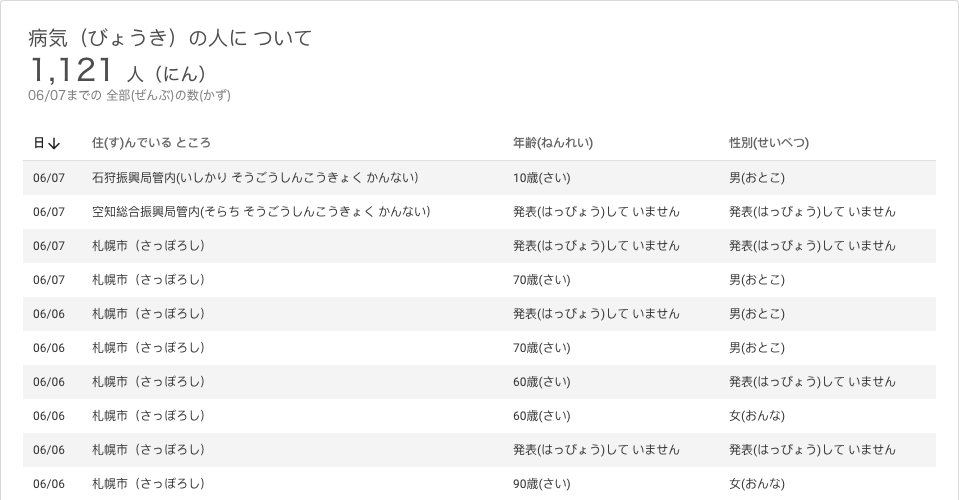 病気（びょうき）の人に ついて
1,121 人（にん）
06/07までの 全部(ぜんぶ)の数(かず)
日↓ 住(す)んでいる ところ 年齢(ねんれい) 性別(せいべつ)
06/07 石狩振興局管内(いしかり そうごうしんこうきょく かんない） 10歳(さい) 男(おとこ)
06/07 空知総合振興局管内(そらち そうごうしんこうきょく かんない） 発表(はっぴょう)して いません 発表(はっぴょう)して いません
06/07 札幌市（さっぽろし） 発表(はっぴょう)して いません 発表(はっぴょう)して いません
06/07 札幌市（さっぽろし） 70歳(さい) 男(おとこ)
06/06 札幌市（さっぽろし） 発表(はっぴょう)して いません 男(おとこ)
06/06 札幌市（さっぽろし） 70歳(さい) 男(おとこ)
06/06 札幌市（さっぽろし） 60歳(さい) 発表(はっぴょう)して いません
06/06 札幌市（さっぽろし） 60歳(さい) 女(おんな)
06/06 札幌市（さっぽろし） 発表(はっぴょう)して いません 発表(はっぴょう)して いません
06/06 札幌市（さっぽろし） 90歳(さい) 女(おんな)